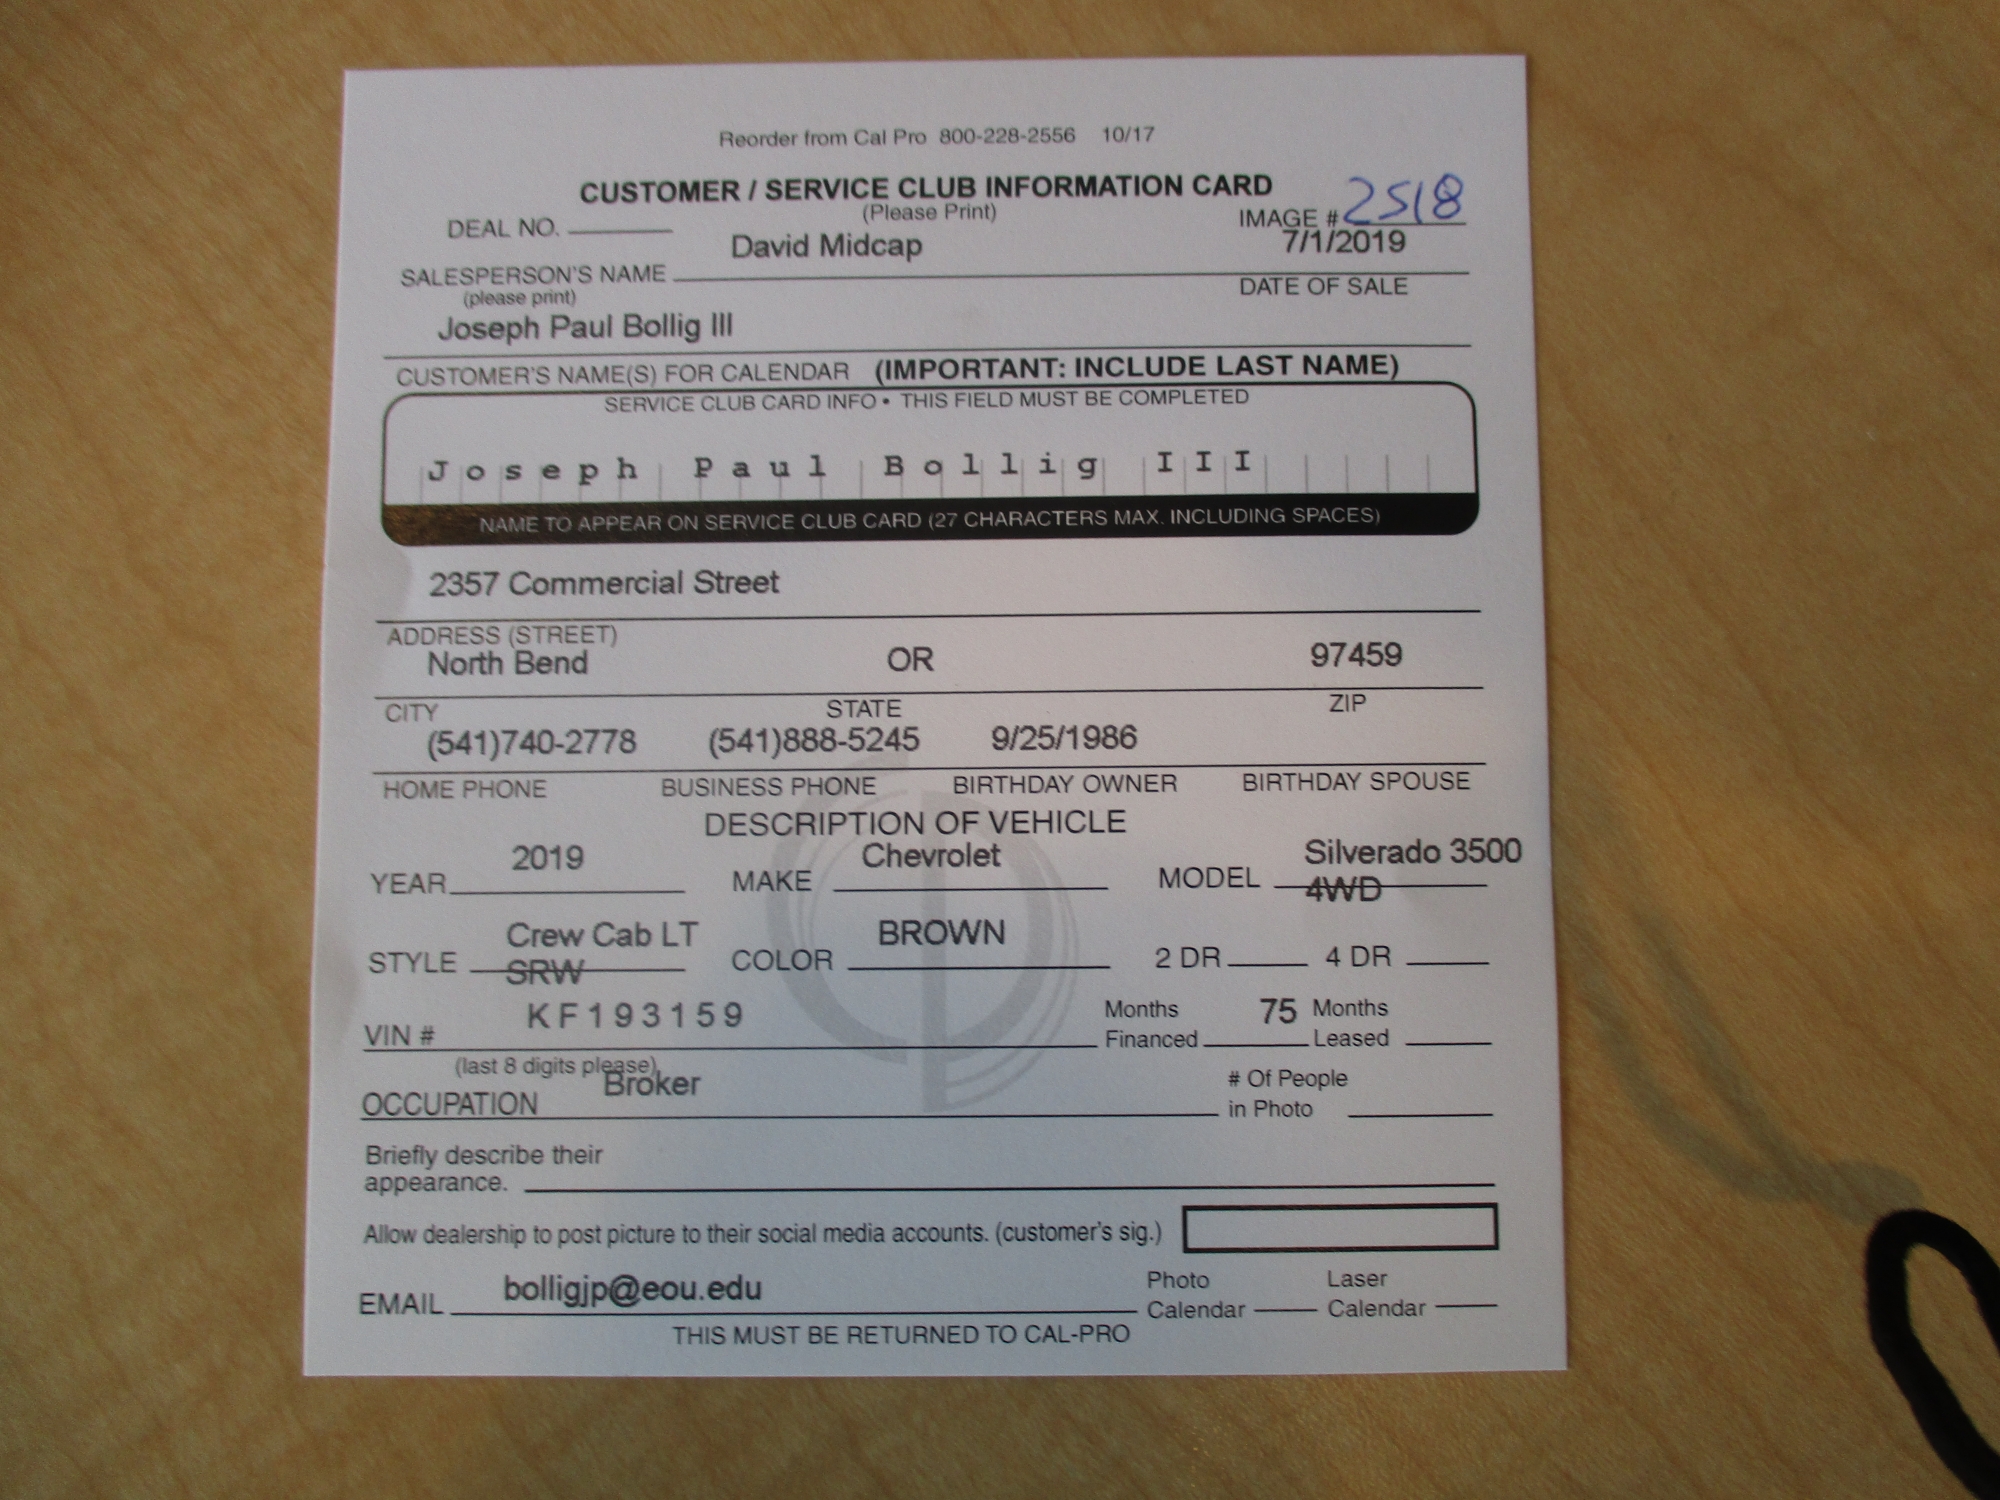 Reorder from Cal Pro 800-228-2556 10/17
CUSTOMER / SERVICE CLUB INFORMATION CARD
(Please Print)
DEAL NO.
IMAGE # 2518
David Midcap 7/1/2019
SALESPERSON'S NAME DATE OF SALE
(please print)
Joseph Paul Bollig III
CUSTOMER'S NAME(S) FOR CALENDAR (IMPORTANT: INCLUDE LAST NAME)
SERVICE CLUB CARD INFO • THIS FIELD MUST BE COMPLETED
Joseph Paul Bollig III
NAME TO APPEAR ON SERVICE CLUB CARD (27 CHARACTERS MAX. INCLUDING SPACES)
2357 Commercial Street
ADDRESS (STREET)
North Bend OR 97459
CITY STATE ZIP
(541)740-2778 (541)888-5245 9/25/1986
HOME PHONE BUSINESS PHONE BIRTHDAY OWNER BIRTHDAY SPOUSE
DESCRIPTION OF VEHICLE
YEAR 2019 MAKE Chevrolet MODEL Silverado 3500
4WD
STYLE Crew Cab LT COLOR BROWN 2 DR 4 DR
SRW
VIN # KF193159 Months 75 Months
Financed Leased
(last 8 digits please)
OCCUPATION Broker # Of People
in Photo
Briefly describe their
appearance.
Allow dealership to post picture to their social media accounts. (customer's sig.)
EMAIL bolligjp@eou.edu Photo Laser
Calendar Calendar
THIS MUST BE RETURNED TO CAL-PRO